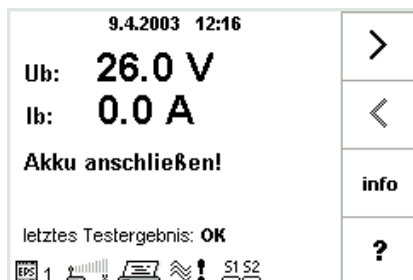 9.4.2003 12:16
>
Ub: 26.0 V
Ib: 0.0 A
<
Akku anschließen!
info
letztes Testergebnis: OK
?
EPS 1 ! S1 S2